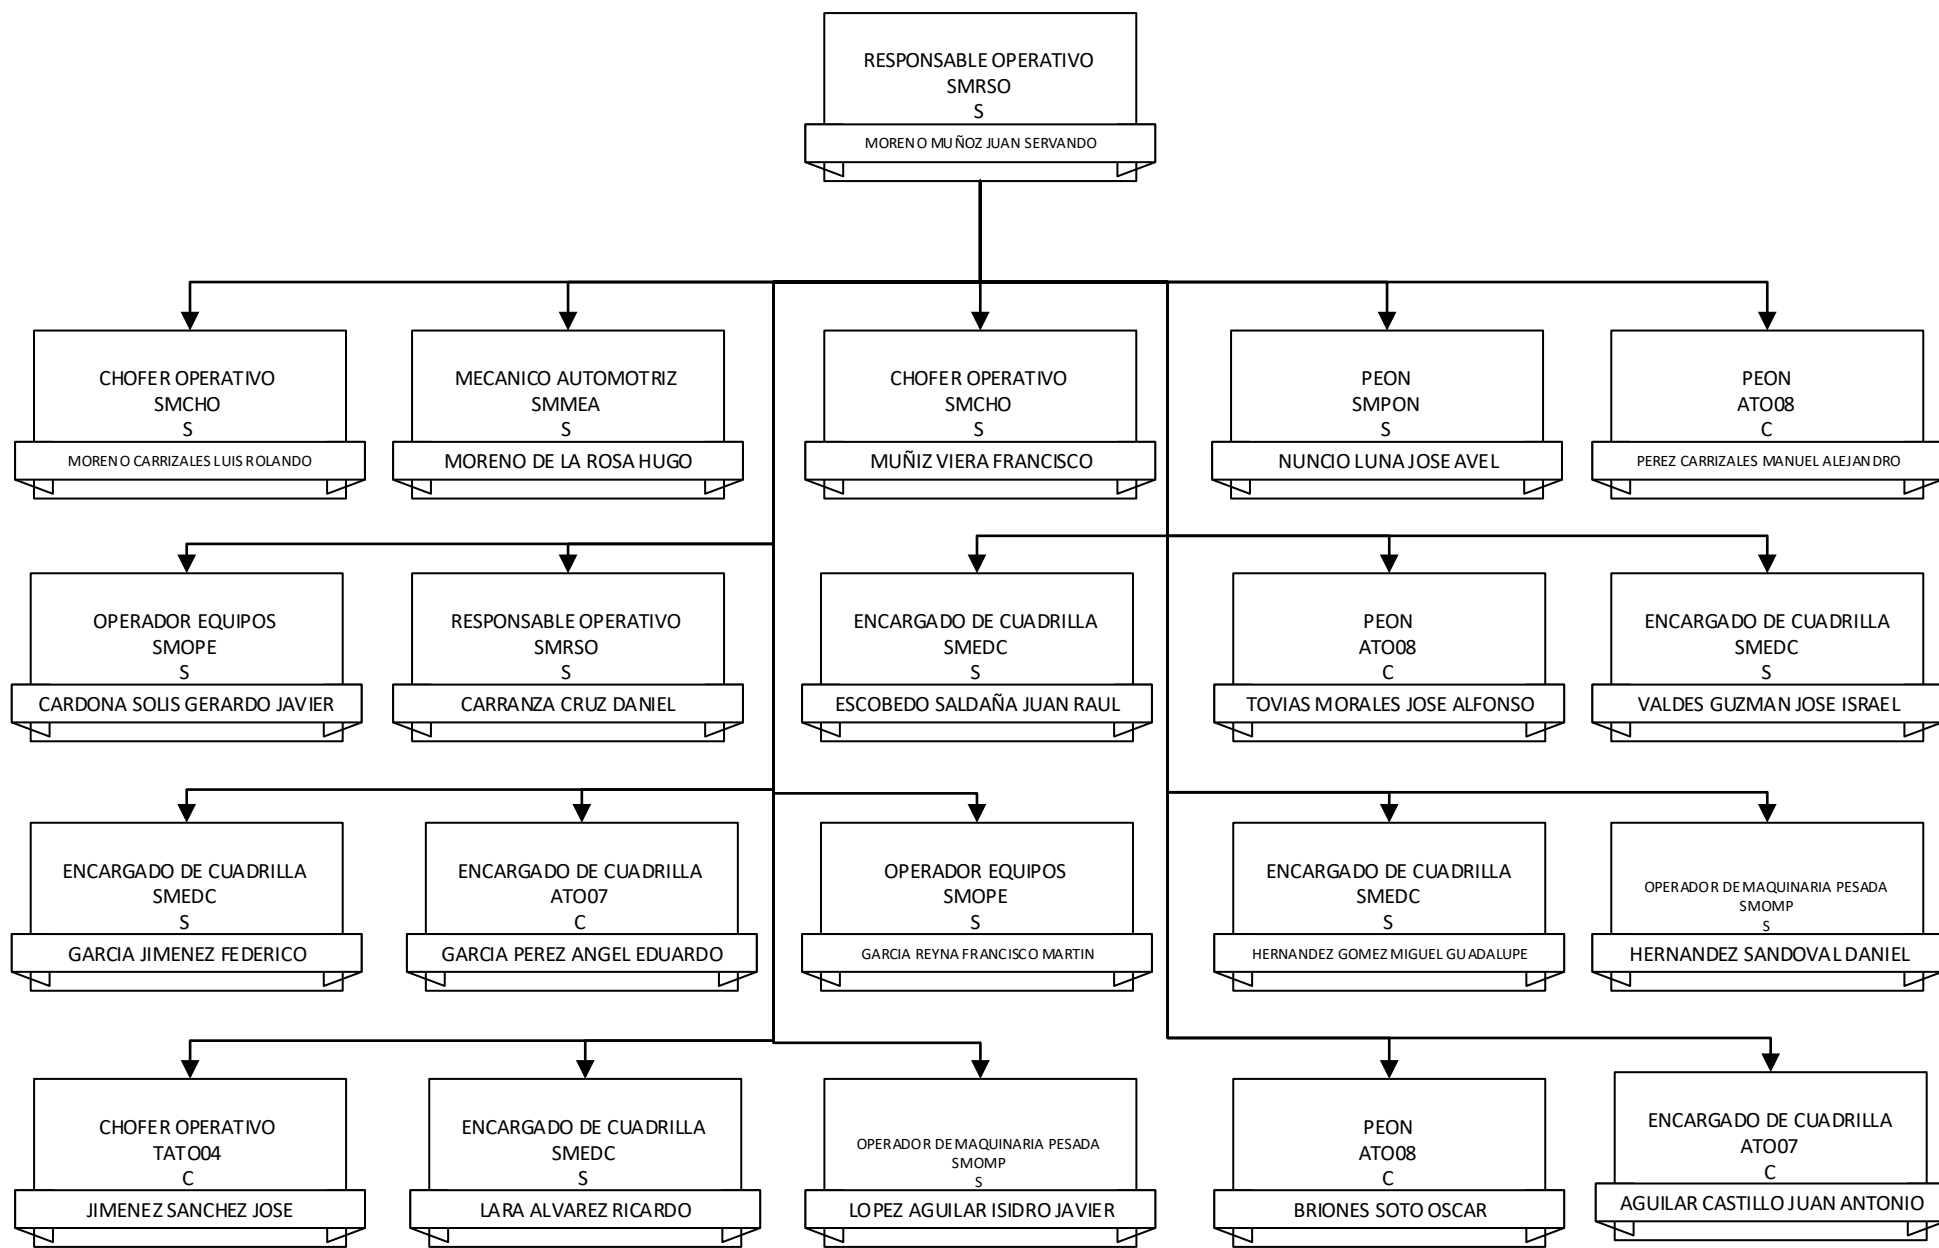 RESPONSABLE OPERATIVO
SMRSO
S
MORENO MUÑOZ JUAN SERVANDO
CHOFER OPERATIVO
SMCHO
S
MORENO CARRIZALES LUIS ROLANDO
MECANICO AUTOMOTRIZ
SMMEA
S
MORENO DE LA ROSA HUGO
CHOFER OPERATIVO
SMCHO
S
MUÑIZ VIERA FRANCISCO
PEON
SMPON
S
NUNCIO LUNA JOSE AVEL
PEON
ATO08
C
PEREZ CARRIZALES MANUEL ALEJANDRO
OPERADOR EQUIPOS
SMOPE
S
CARDONA SOLIS GERARDO JAVIER
RESPONSABLE OPERATIVO
SMRSO
S
CARRANZA CRUZ DANIEL
ENCARGADO DE CUADRILLA
SMEDC
S
ESCOBEDO SALDAÑA JUAN RAUL
PEON
ATO08
C
TOVIAS MORALES JOSE ALFONSO
ENCARGADO DE CUADRILLA
SMEDC
S
VALDES GUZMAN JOSE ISRAEL
ENCARGADO DE CUADRILLA
SMEDC
S
GARCIA JIMENEZ FEDERICO
ENCARGADO DE CUADRILLA
ATO07
C
GARCIA PEREZ ANGEL EDUARDO
OPERADOR EQUIPOS
SMOPE
S
GARCIA REYNA FRANCISCO MARTIN
ENCARGADO DE CUADRILLA
SMEDC
S
HERNANDEZ GOMEZ MIGUEL GUADALUPE
OPERADOR DE MAQUINARIA PESADA
SMOMP
S
HERNANDEZ SANDOVAL DANIEL
CHOFER OPERATIVO
TATO04
C
JIMENEZ SANCHEZ JOSE
ENCARGADO DE CUADRILLA
SMEDC
S
LARA ALVAREZ RICARDO
OPERADOR DE MAQUINARIA PESADA
SMOMP
S
LOPEZ AGUILAR ISIDRO JAVIER
PEON
ATO08
C
BRIONES SOTO OSCAR
ENCARGADO DE CUADRILLA
ATO07
C
AGUILAR CASTILLO JUAN ANTONIO